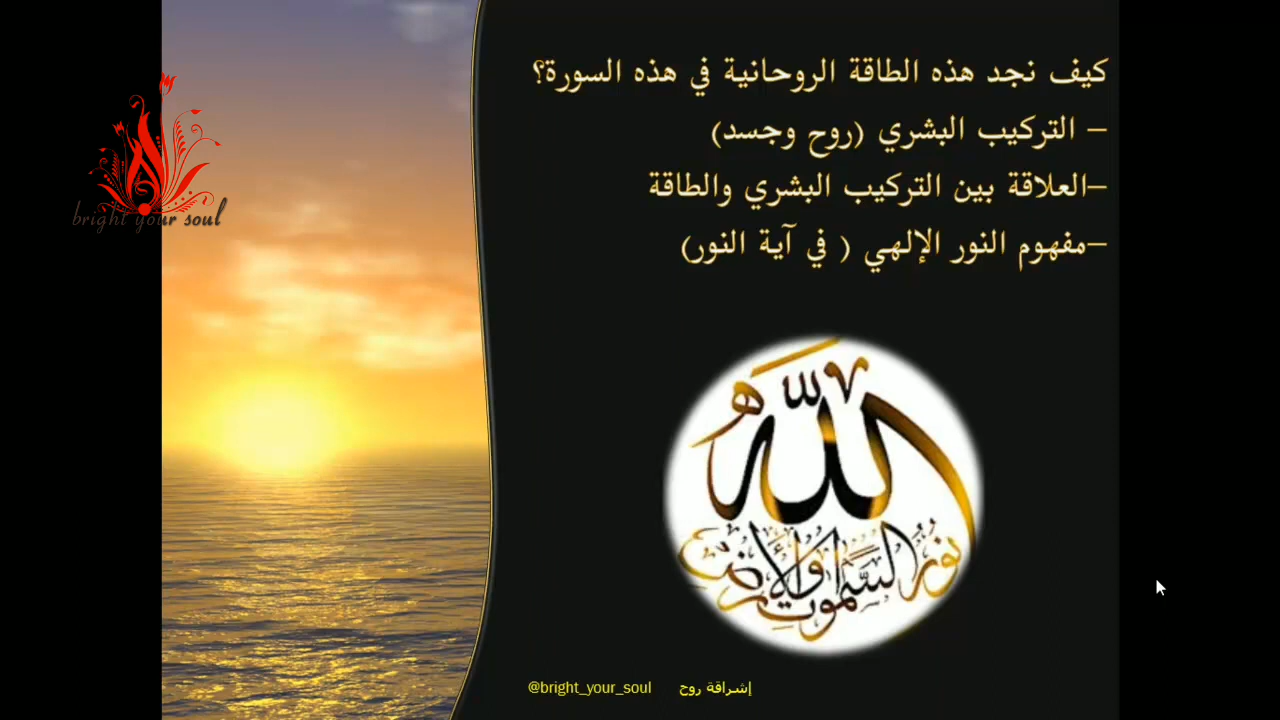 كيف نجد هذه الطاقة الروحانية في هذه السورة؟
– التركيب البشري (روح وجسد)
–العلاقة بين التركيب البشري والطاقة
–مفهوم النور الإلهي ( في آية النور)
bright your soul
الله
نور السموت والأرض
@bright_your_soul إشراقة روح